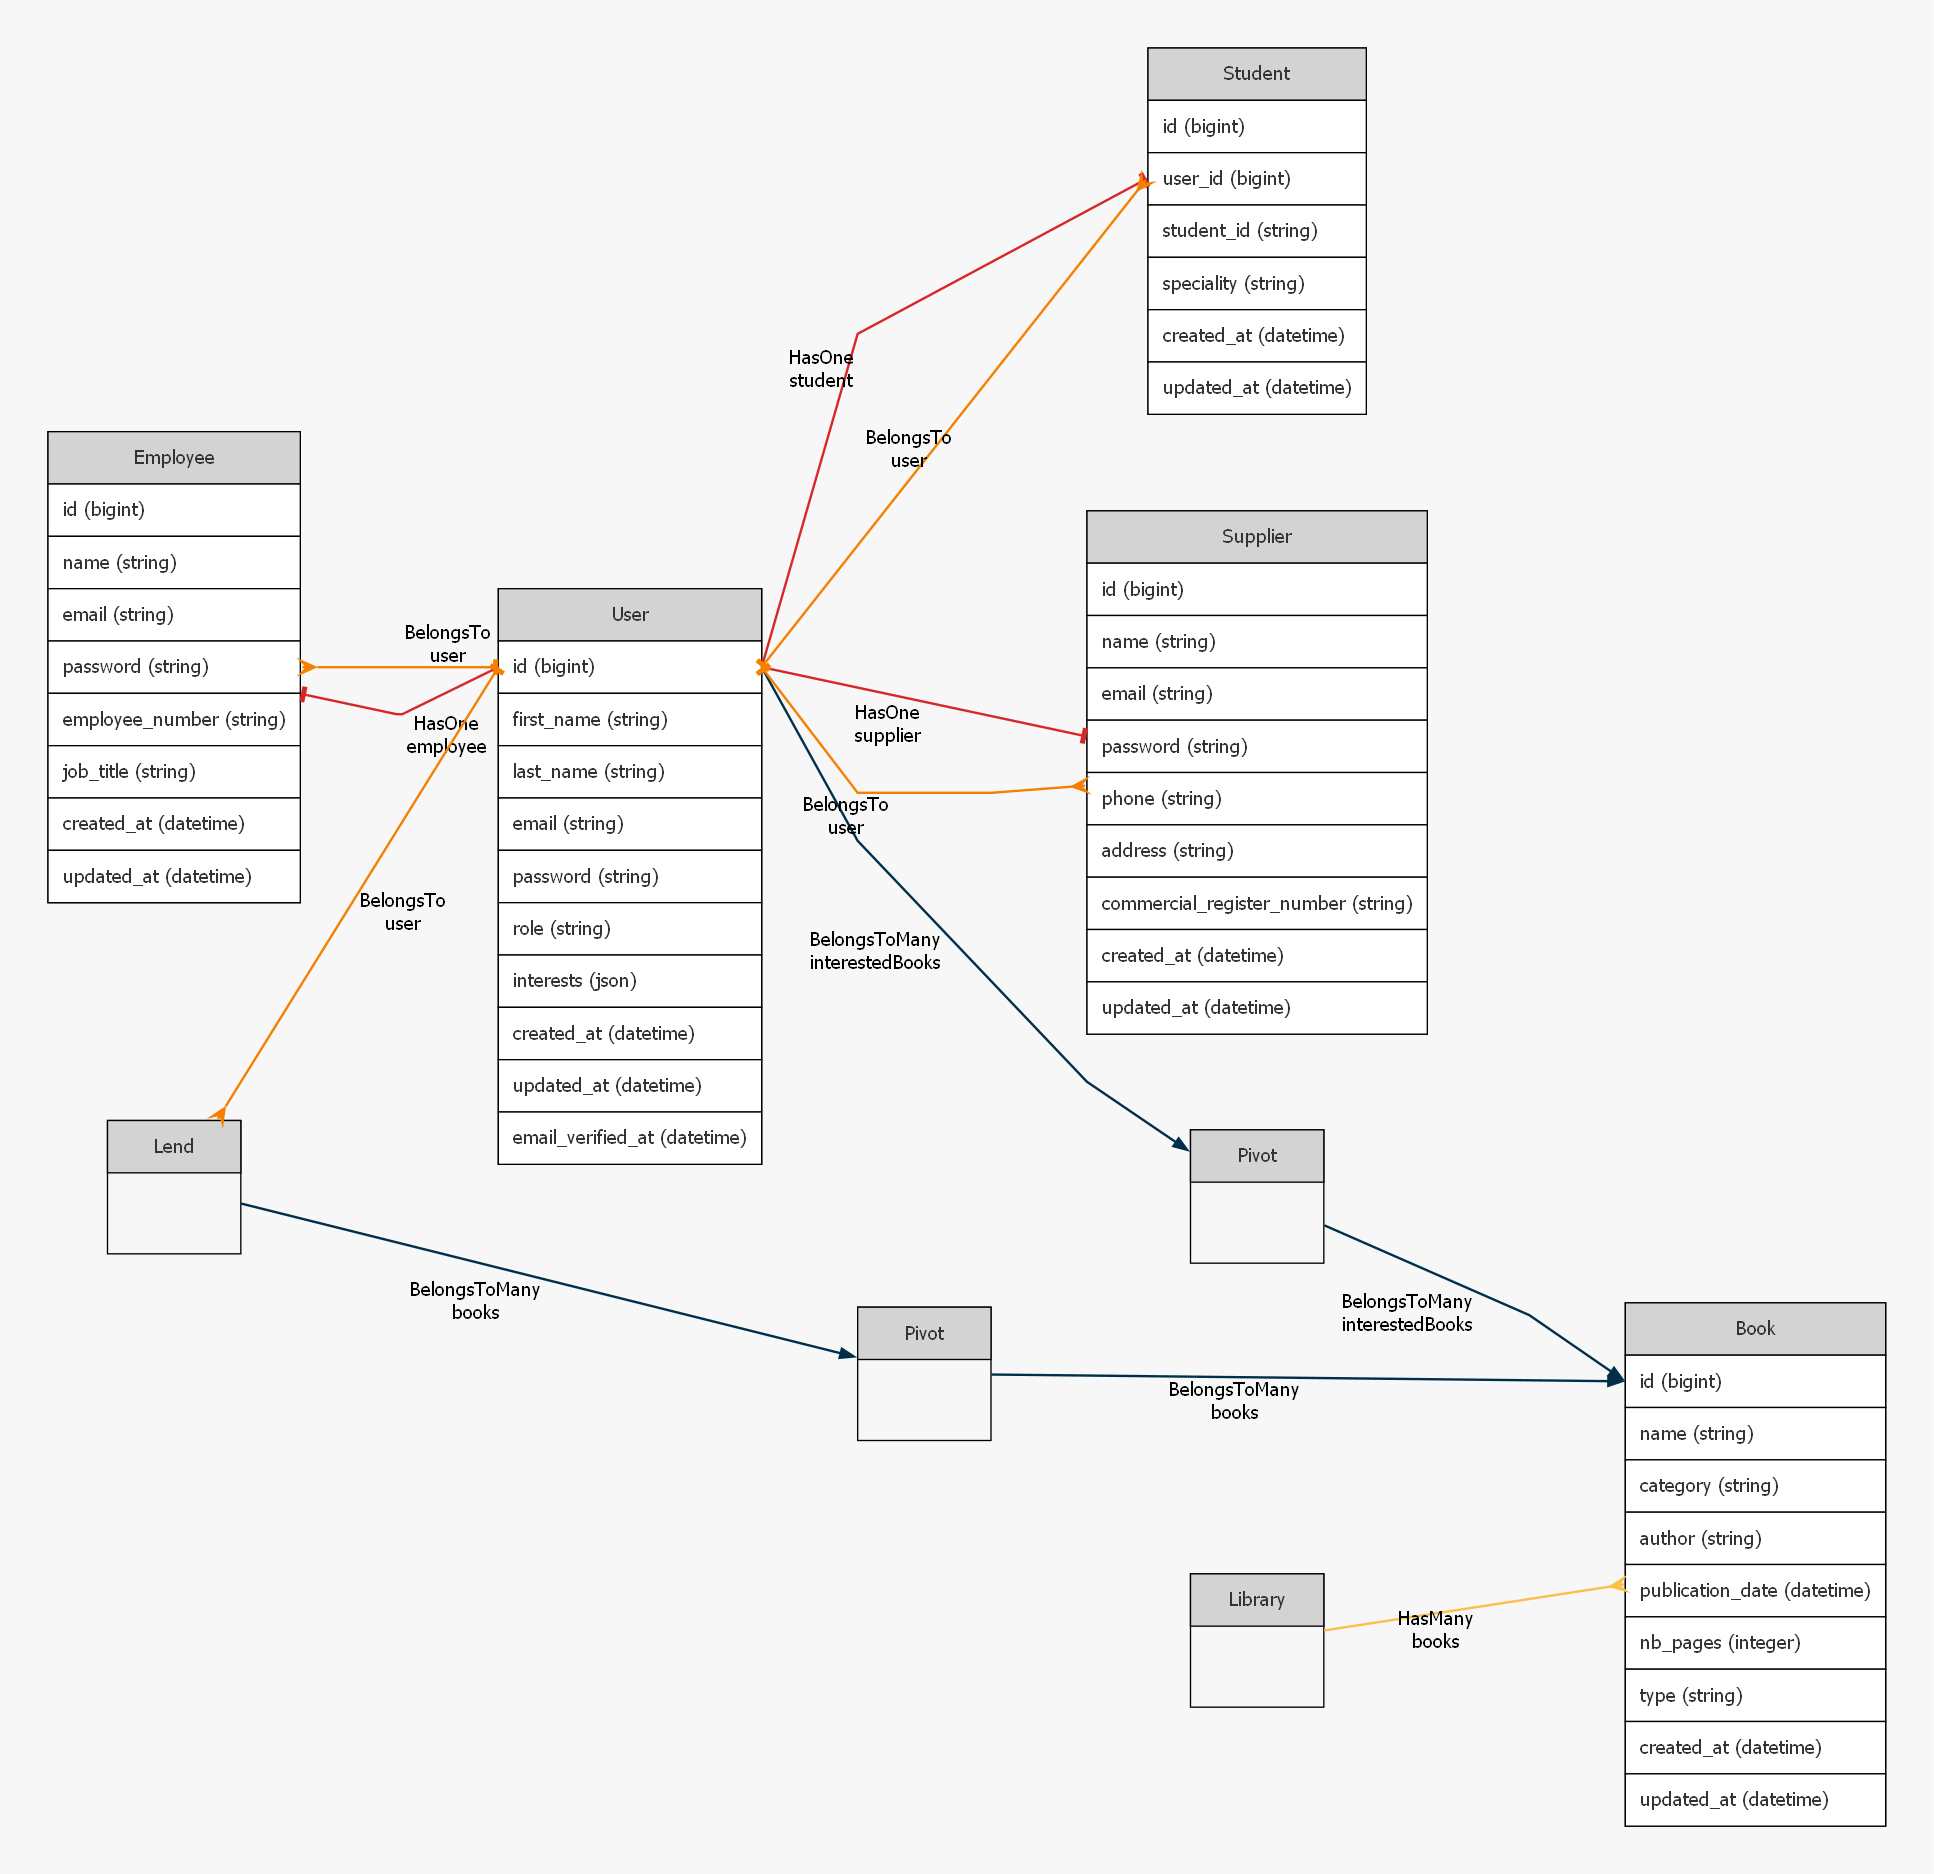 Student
id (bigint)
user_id (bigint)
student_id (string)
speciality (string)
created_at (datetime)
updated_at (datetime)
HasOne
student
BelongsTo
user
Employee
id (bigint)
name (string)
email (string)
password (string)
employee_number (string)
job_title (string)
created_at (datetime)
updated_at (datetime)
BelongsTo
user
HasOne
employee
BelongsTo
user
User
id (bigint)
first_name (string)
last_name (string)
email (string)
password (string)
role (string)
interests (json)
created_at (datetime)
updated_at (datetime)
email_verified_at (datetime)
Supplier
id (bigint)
name (string)
email (string)
password (string)
phone (string)
address (string)
commercial_register_number (string)
created_at (datetime)
updated_at (datetime)
HasOne
supplier
BelongsTo
user
BelongsToMany
interestedBooks
Lend
BelongsToMany
books
Pivot
BelongsToMany
interestedBooks
Pivot
BelongsToMany
books
Book
id (bigint)
name (string)
category (string)
author (string)
publication_date (datetime)
nb_pages (integer)
type (string)
created_at (datetime)
updated_at (datetime)
Library
HasMany
books